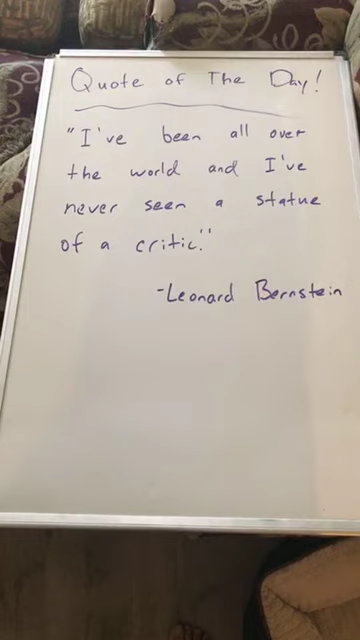 Quote of The Day!
"I've been all over
the world and I've
never seen a statue
of a critic."
-Leonard Bernstein